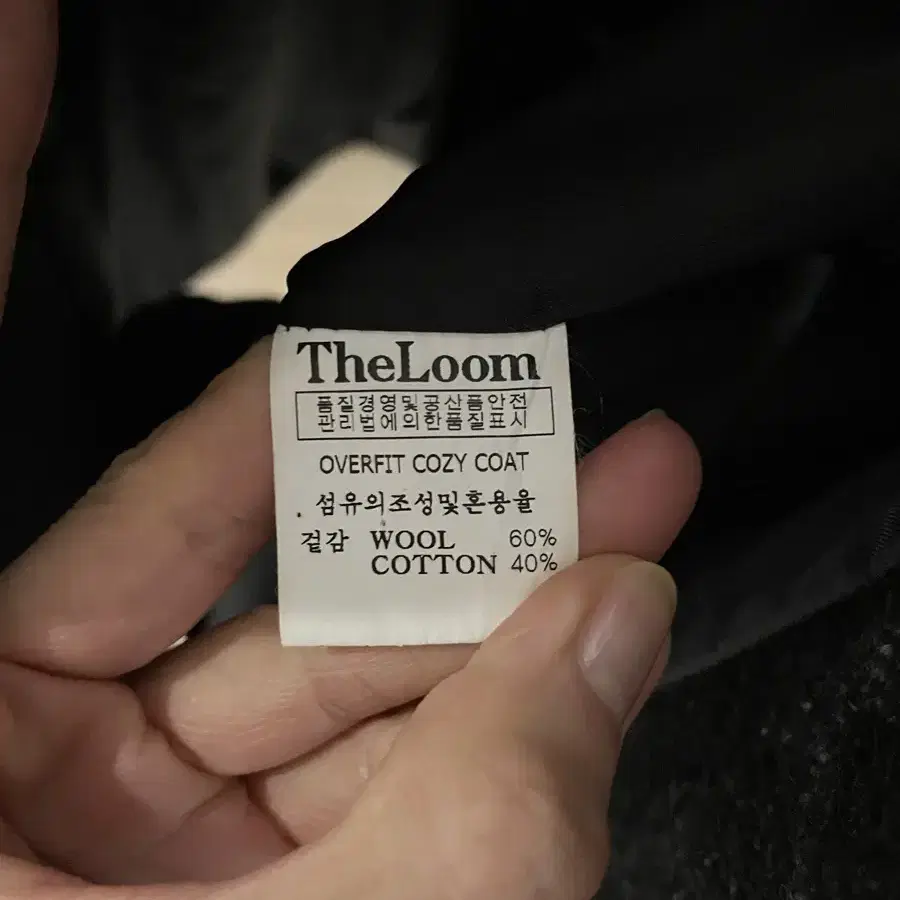 TheLoom
품질경영및공산품안전
관리법에의한품질표시
OVERFIT COZY COAT
섬유의조성및혼용율
겉감 WOOL 60%
COTTON 40%